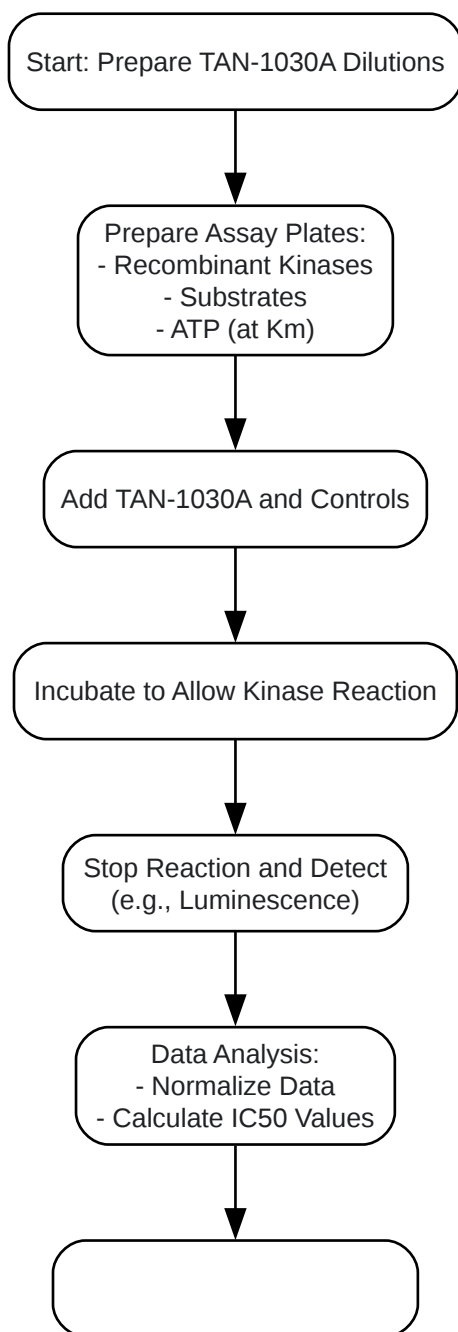 Start: Prepare TAN-1030A Dilutions
Prepare Assay Plates:
- Recombinant Kinases
- Substrates
- ATP (at Km)
Add TAN-1030A and Controls
Incubate to Allow Kinase Reaction
Stop Reaction and Detect
(e.g., Luminescence)
Data Analysis:
- Normalize Data
- Calculate IC50 Values